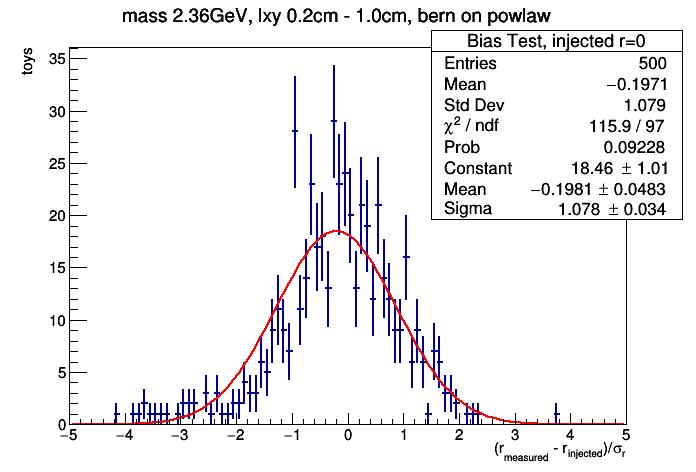 mass 2.36GeV, lxy 0.2cm - 1.0cm, bern on powlaw
Bias Test, injected r=0
Entries 500
Mean −0.1971
Std Dev 1.079
χ² / ndf 115.9 / 97
Prob 0.09228
Constant 18.46 ± 1.01
Mean −0.1981 ± 0.0483
Sigma 1.078 ± 0.034
toys
35
30
25
20
15
10
5
0
−5 −4 −3 −2 −1 0 1 2 3 4 5
(r_measured - r_injected)/σ_r